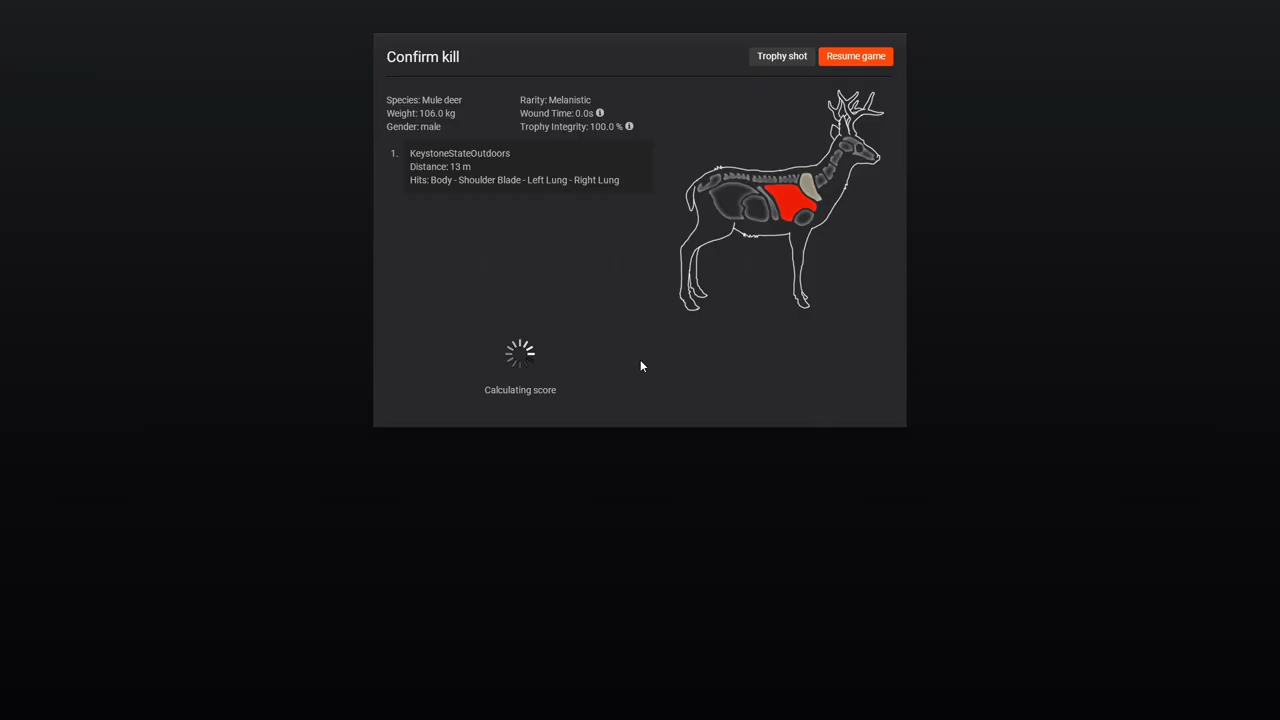 Confirm kill
Trophy shot
Resume game
Species: Mule deer
Rarity: Melanistic
Weight: 106.0 kg
Wound Time: 0.0s
Gender: male
Trophy Integrity: 100.0 %
1. KeystoneStateOutdoors
Distance: 13 m
Hits: Body - Shoulder Blade - Left Lung - Right Lung
Calculating score